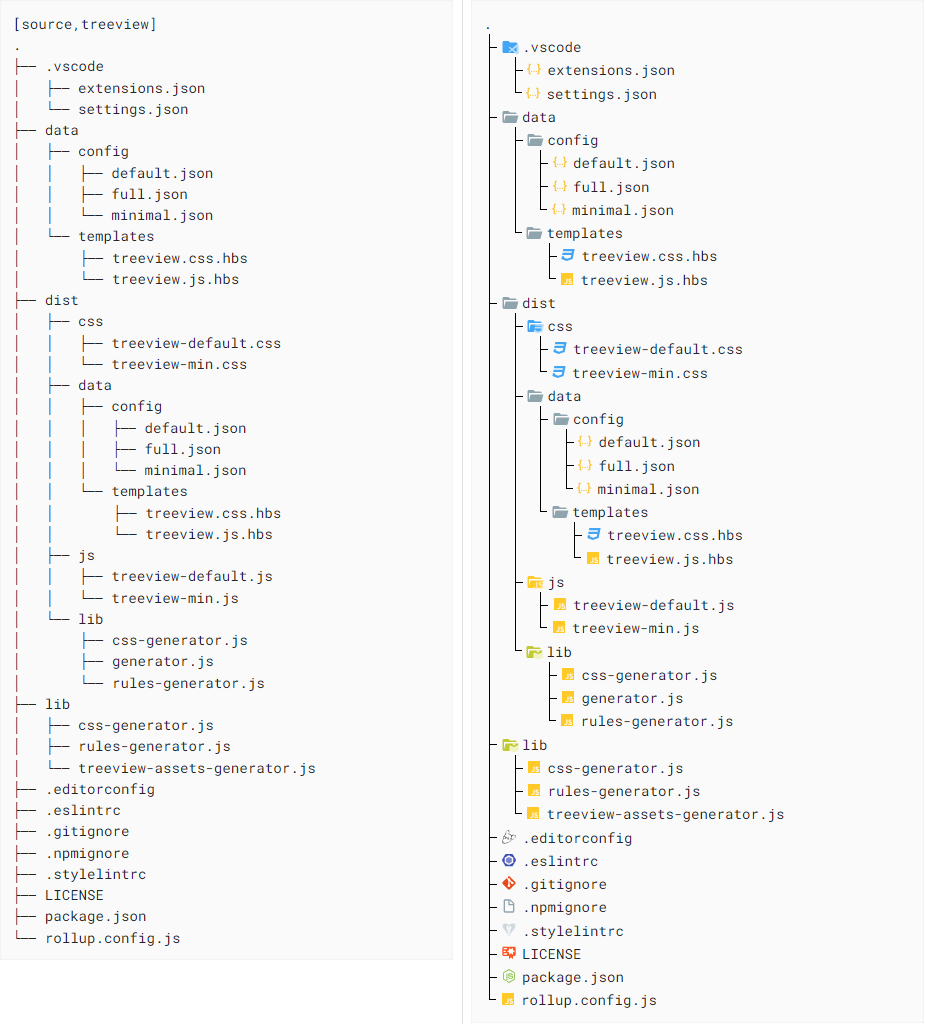 [source,treeview]
.
├── .vscode
│   ├── extensions.json
│   └── settings.json
├── data
│   ├── config
│   │   ├── default.json
│   │   ├── full.json
│   │   └── minimal.json
│   └── templates
│       ├── treeview.css.hbs
│       └── treeview.js.hbs
├── dist
│   ├── css
│   │   ├── treeview-default.css
│   │   └── treeview-min.css
│   ├── data
│   │   ├── config
│   │   │   ├── default.json
│   │   │   ├── full.json
│   │   │   └── minimal.json
│   │   └── templates
│   │       ├── treeview.css.hbs
│   │       └── treeview.js.hbs
│   ├── js
│   │   ├── treeview-default.js
│   │   └── treeview-min.js
│   └── lib
│       ├── css-generator.js
│       ├── generator.js
│       └── rules-generator.js
├── lib
│   ├── css-generator.js
│   ├── rules-generator.js
│   └── treeview-assets-generator.js
├── .editorconfig
├── .eslintrc
├── .gitignore
├── .npmignore
├── .stylelintrc
├── LICENSE
├── package.json
└── rollup.config.js
.
.vscode
extensions.json
settings.json
data
config
default.json
full.json
minimal.json
templates
treeview.css.hbs
treeview.js.hbs
dist
css
treeview-default.css
treeview-min.css
data
config
default.json
full.json
minimal.json
templates
treeview.css.hbs
treeview.js.hbs
js
treeview-default.js
treeview-min.js
lib
css-generator.js
generator.js
rules-generator.js
lib
css-generator.js
rules-generator.js
treeview-assets-generator.js
.editorconfig
.eslintrc
.gitignore
.npmignore
.stylelintrc
LICENSE
package.json
rollup.config.js